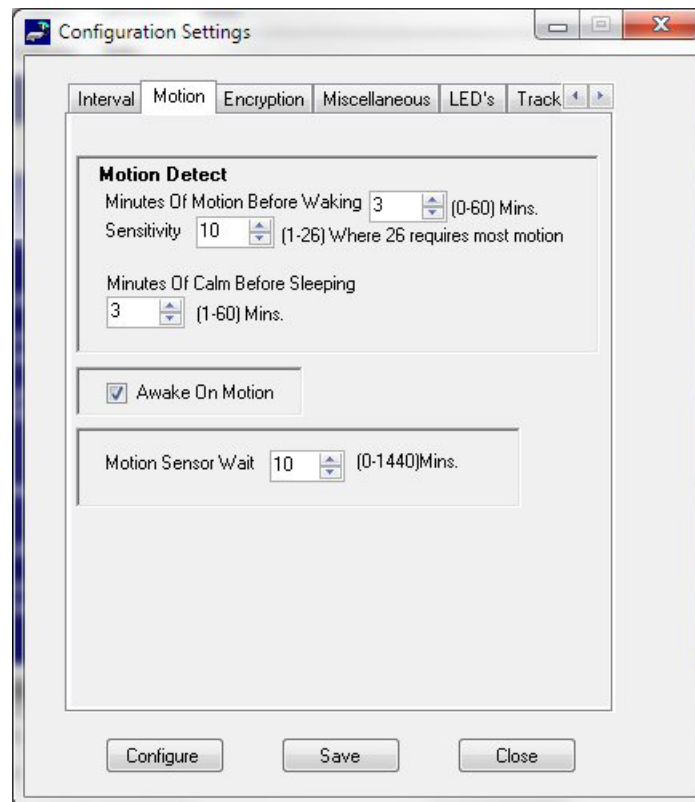 Configuration Settings
Interval Motion Encryption Miscellaneous LED's Track
Motion Detect
Minutes Of Motion Before Waking 3 (0-60) Mins.
Sensitivity 10 (1-26) Where 26 requires most motion
Minutes Of Calm Before Sleeping
3 (1-60) Mins.
Awake On Motion
Motion Sensor Wait 10 (0-1440)Mins.
Configure Save Close